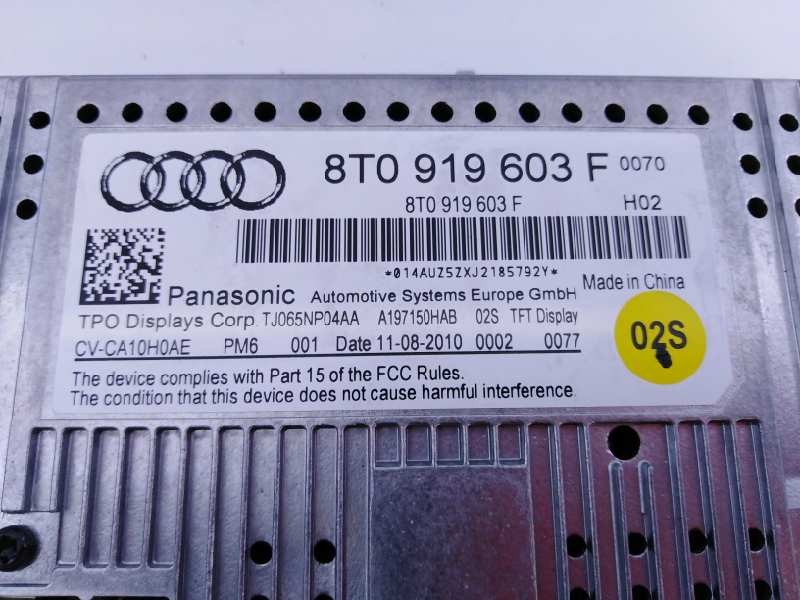 8T0 919 603 F 0070
8T0 919 603 F H02
*014AUZ5ZXJ2185792Y*
Panasonic Automotive Systems Europe GmbH Made in China
TPO Displays Corp. TJ065NP04AA A197150HAB 02S TFT Display
02S
CV-CA10H0AE PM6 001 Date 11-08-2010 0002 0077
The device complies with Part 15 of the FCC Rules.
The condition that this device does not cause harmful interference.